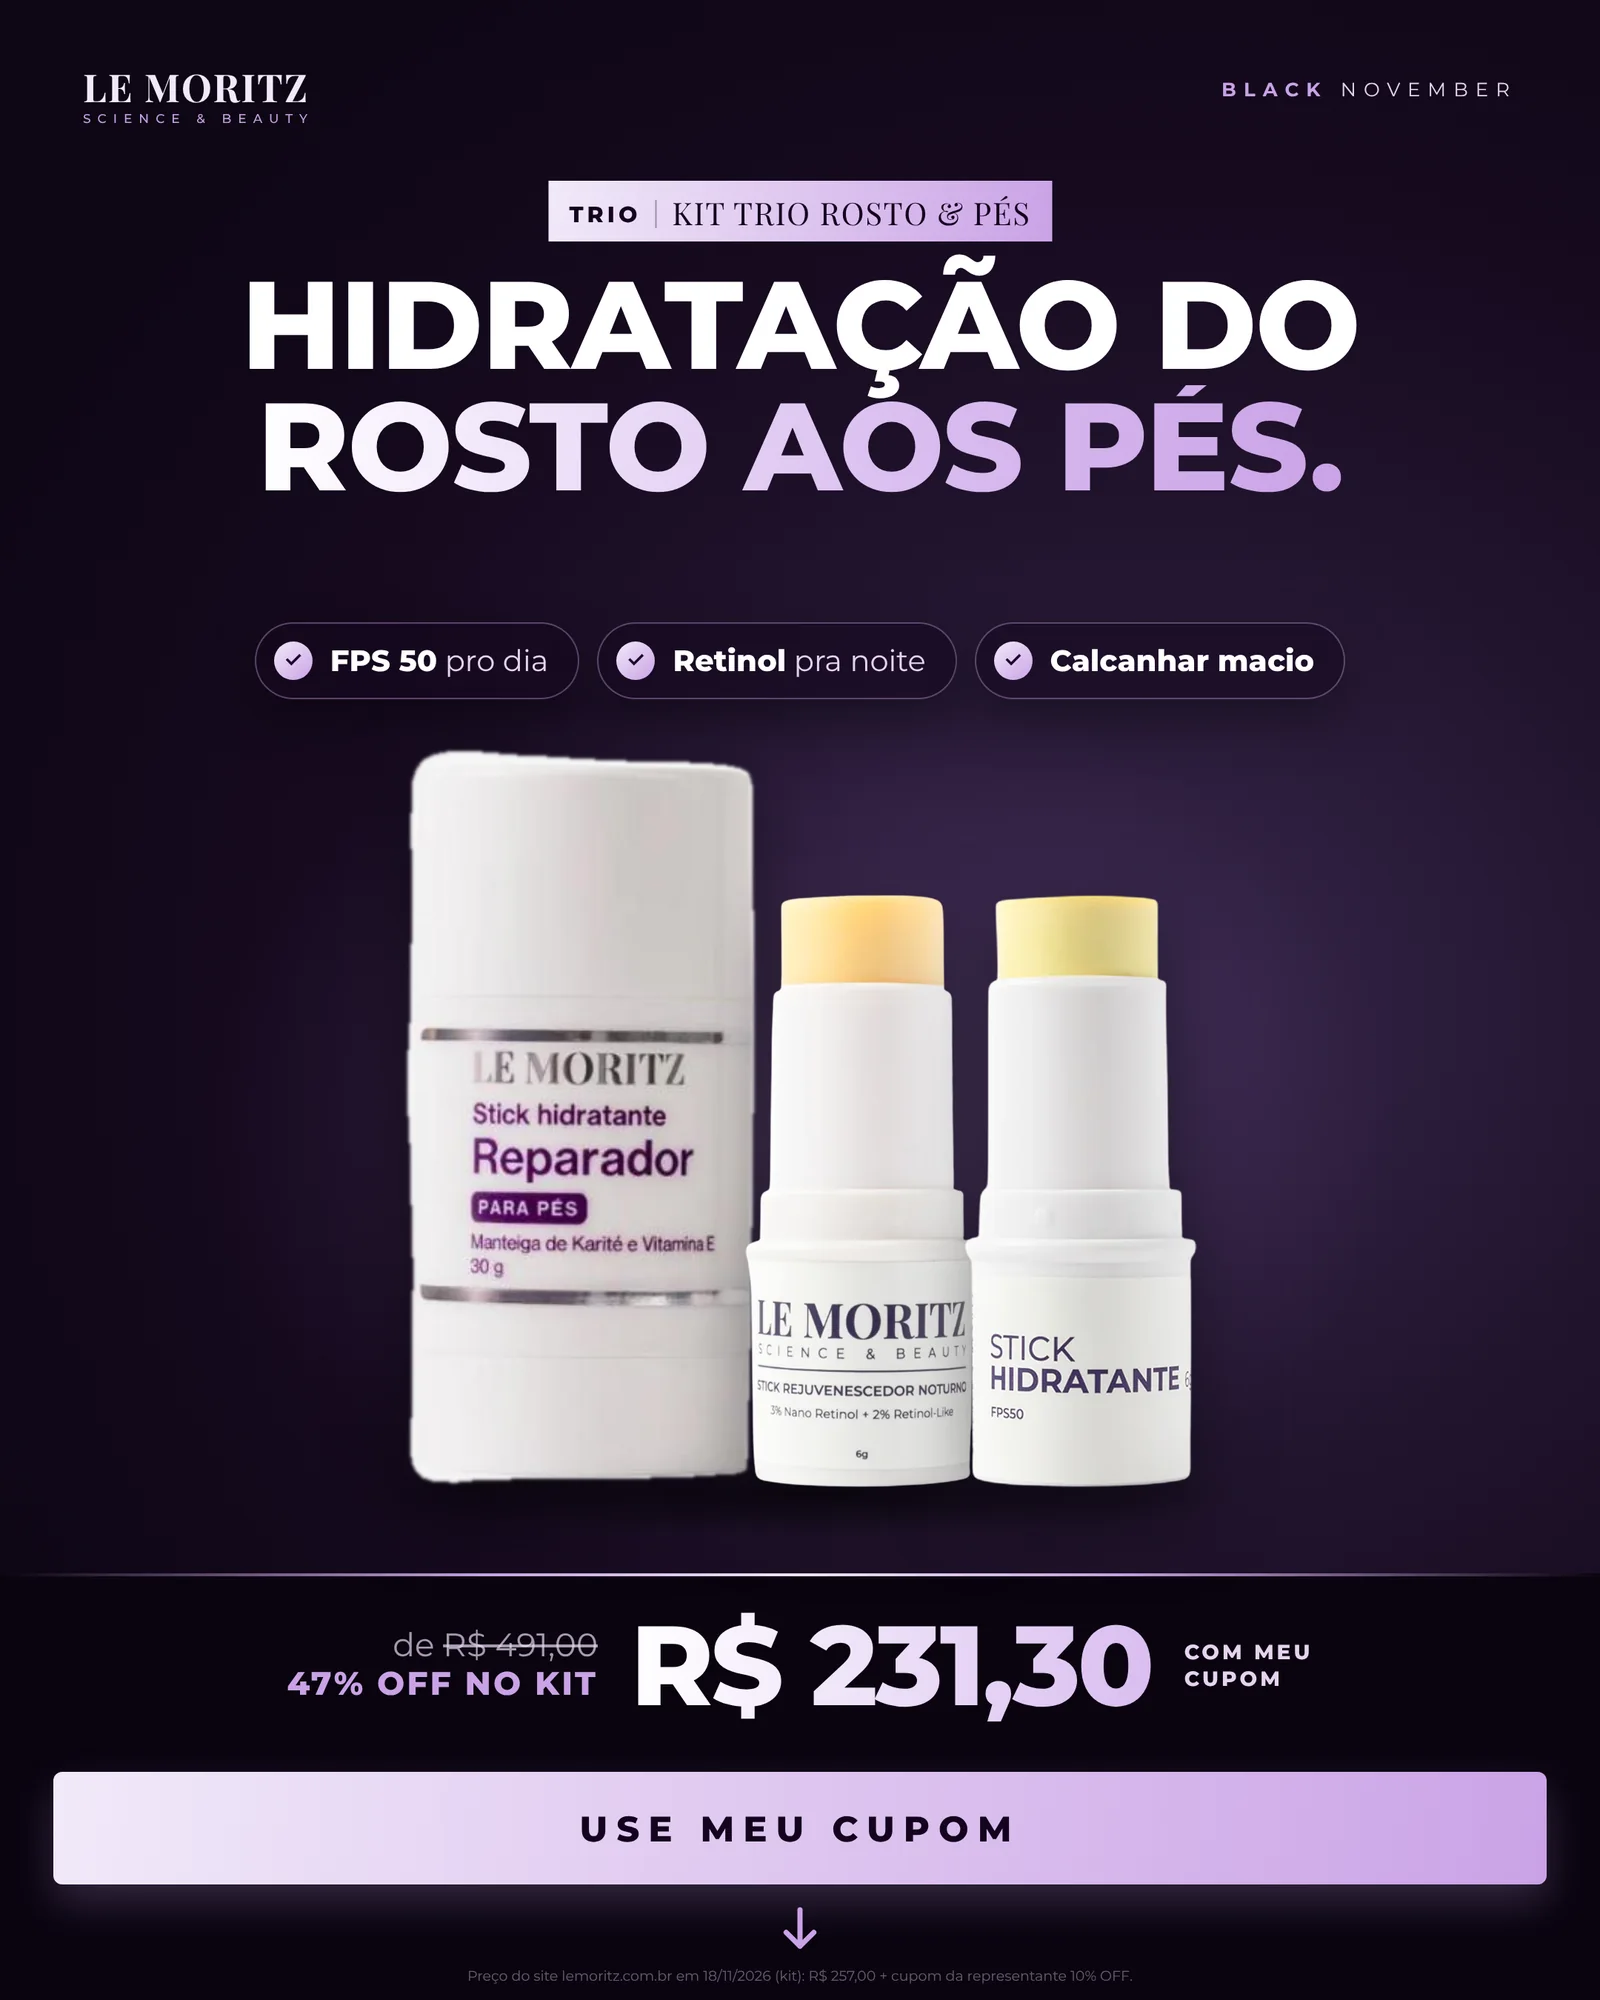 LE MORITZ
SCIENCE & BEAUTY
BLACK NOVEMBER
TRIO | KIT TRIO ROSTO & PÉS
HIDRATAÇÃO DO
ROSTO AOS PÉS.
FPS 50 pro dia
Retinol pra noite
Calcanhar macio
LE MORITZ
Stick hidratante
Reparador
PARA PÉS
Manteiga de Karité e Vitamina E
30 g
LE MORITZ
SCIENCE & BEAUTY
STICK REJUVENESCEDOR NOTURNO
3% Nano Retinol + 2% Retinol-Like
6g
STICK
HIDRATANTE 6g
FPS50
de R$ 491,00
47% OFF NO KIT
R$ 231,30
COM MEU
CUPOM
USE MEU CUPOM
Preço do site lemoritz.com.br em 18/11/2026 (kit): R$ 257,00 + cupom da representante 10% OFF.